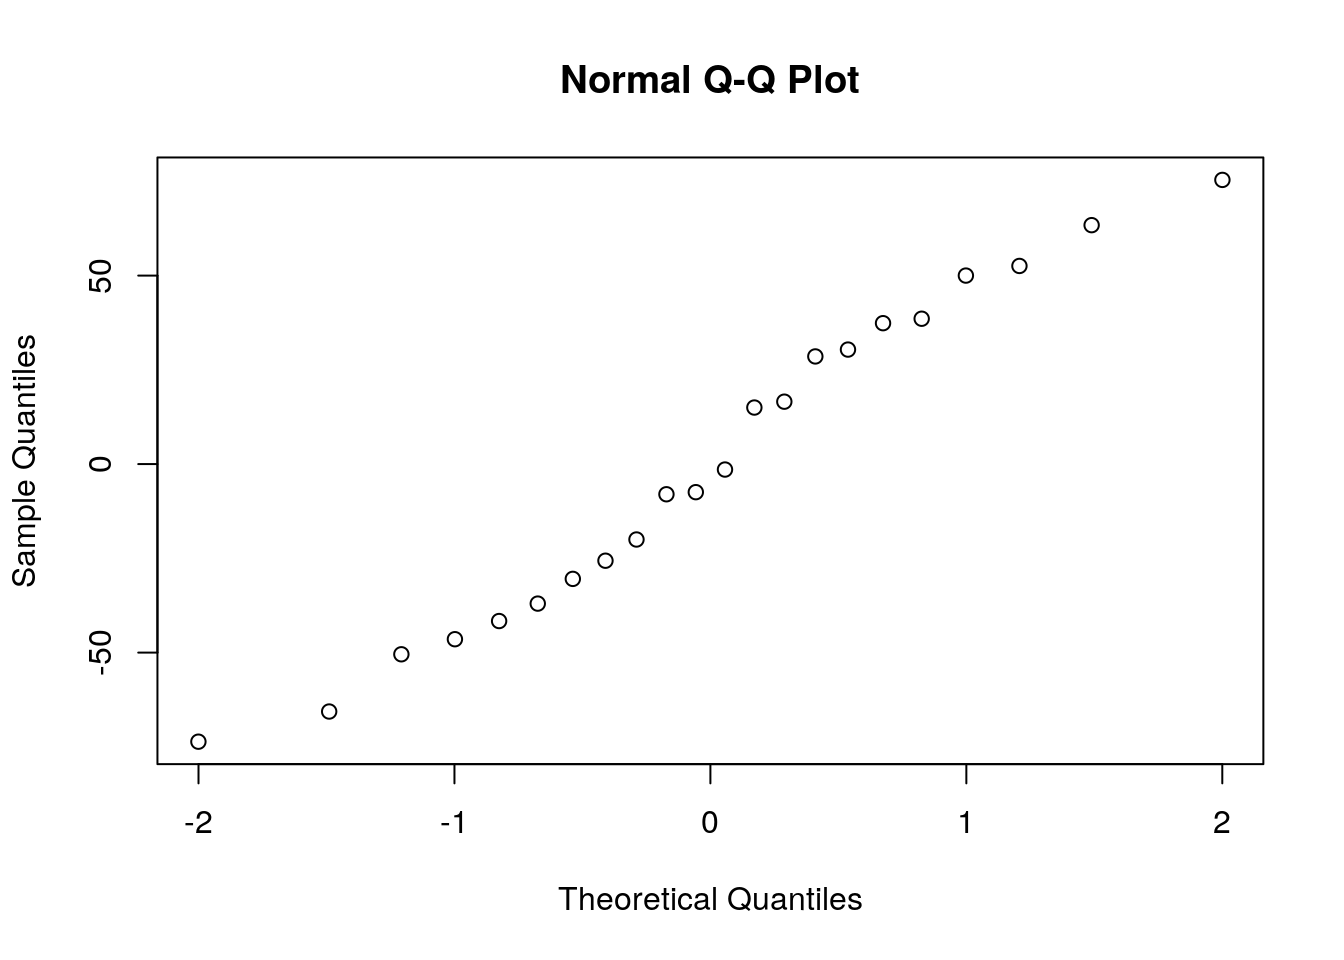 Normal Q-Q Plot
Sample Quantiles
50
0
-50
-2 -1 0 1 2
Theoretical Quantiles